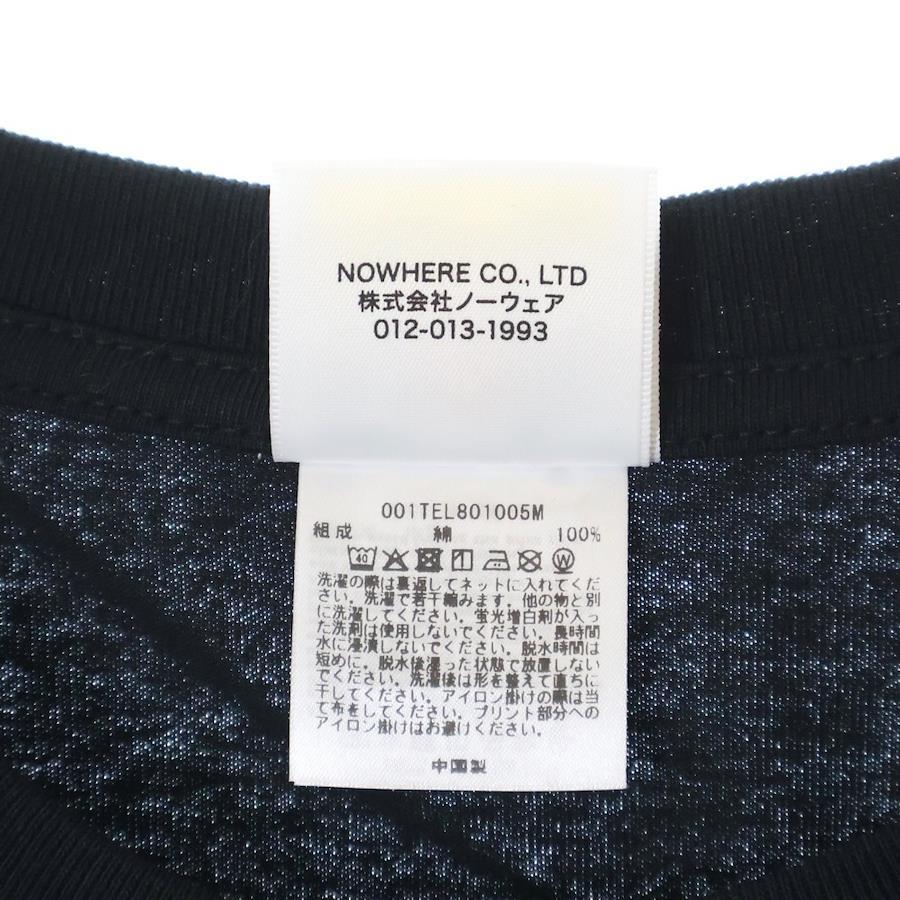 NOWHERE CO., LTD
株式会社ノーウェア
012-013-1993
001TEL801005M
組成 綿 100%
40 W
洗濯の際は裏返してネットに入れてくだ
さい。洗濯で若干縮みます。他の物と別
に洗濯してください。蛍光増白剤が入っ
た洗剤は使用しないでください。長時間
水に浸漬しないでください。脱水時間は
短めに。脱水後湿った状態で放置しない
でください。洗濯後は形を整えて直ちに
干してください。アイロン掛けの際は当
て布をしてください。プリント部分への
アイロン掛けはお避けください。
中国製